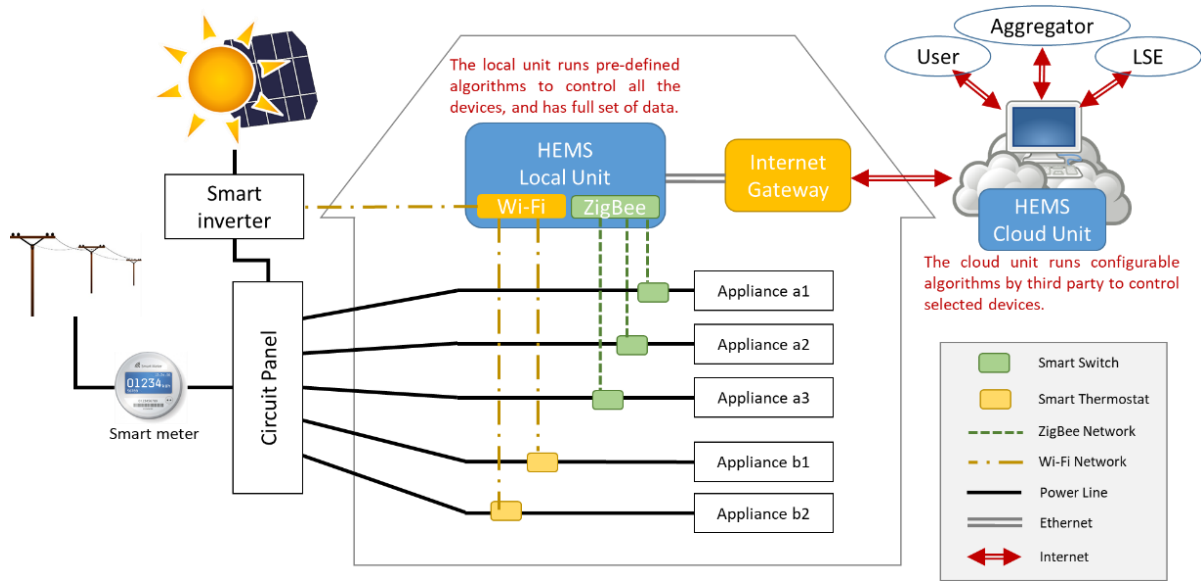 Aggregator
User
LSE
The local unit runs pre-defined
algorithms to control all the
devices, and has full set of data.
HEMS
Local Unit
Wi-Fi
ZigBee
Internet
Gateway
HEMS
Cloud Unit
The cloud unit runs configurable
algorithms by third party to control
selected devices.
Smart
inverter
Circuit Panel
01234
Smart meter
Appliance a1
Appliance a2
Appliance a3
Appliance b1
Appliance b2
Smart Switch
Smart Thermostat
ZigBee Network
Wi-Fi Network
Power Line
Ethernet
Internet